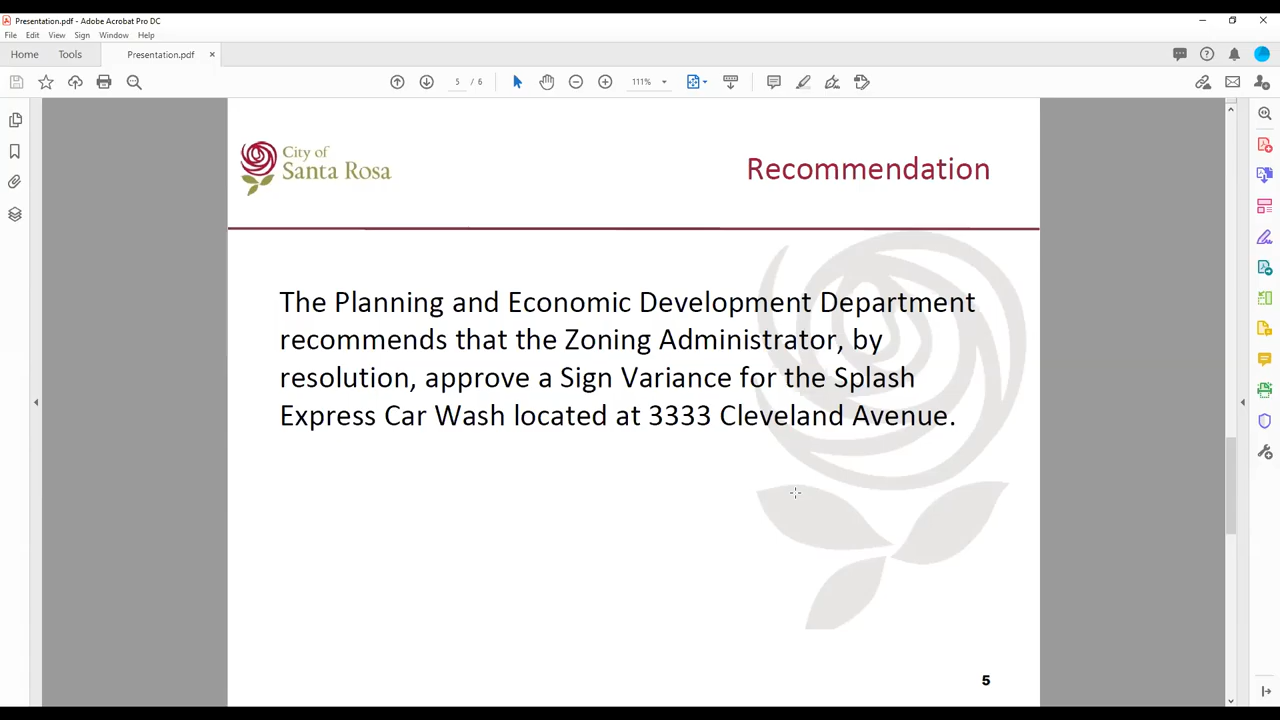 Presentation.pdf - Adobe Acrobat Pro DC
File Edit View Sign Window Help
Home Tools Presentation.pdf ×
5 / 6 111%
City of
Santa Rosa
Recommendation
The Planning and Economic Development Department
recommends that the Zoning Administrator, by
resolution, approve a Sign Variance for the Splash
Express Car Wash located at 3333 Cleveland Avenue.
5